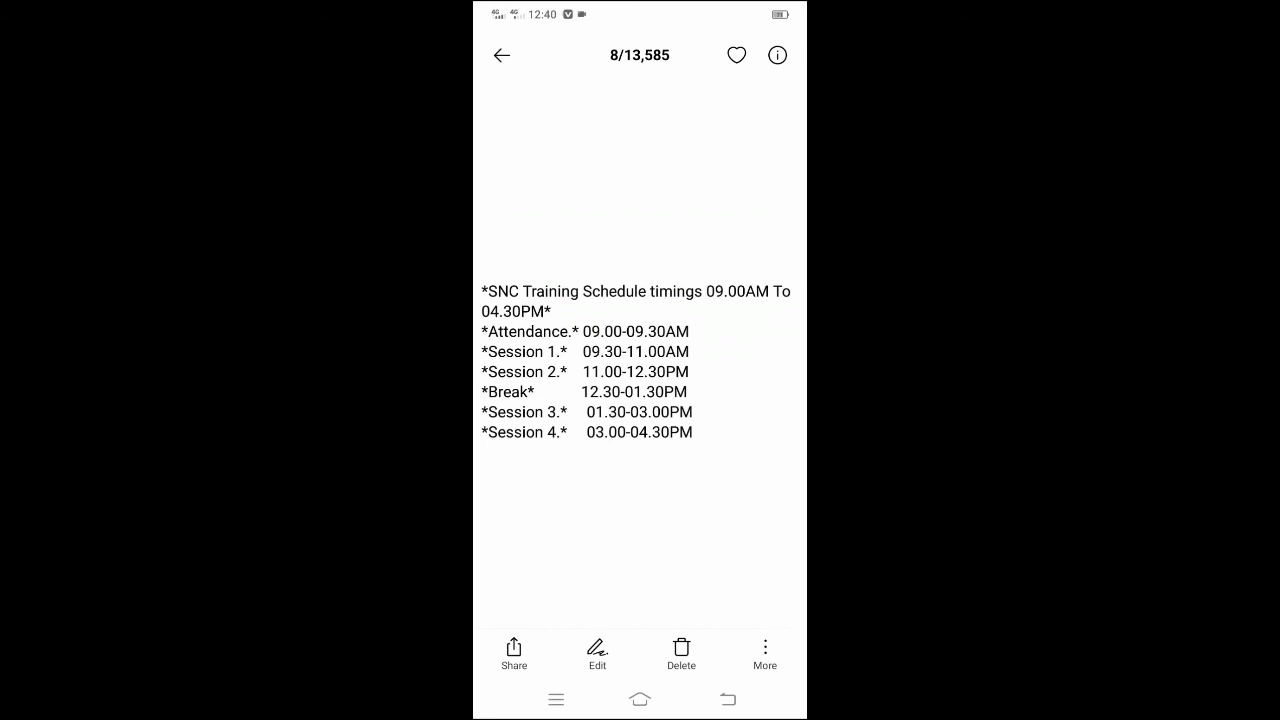 4G 4G 12:40
8/13,585
*SNC Training Schedule timings 09.00AM To
04.30PM*
*Attendance.* 09.00-09.30AM
*Session 1.* 09.30-11.00AM
*Session 2.* 11.00-12.30PM
*Break* 12.30-01.30PM
*Session 3.* 01.30-03.00PM
*Session 4.* 03.00-04.30PM
Share Edit Delete More